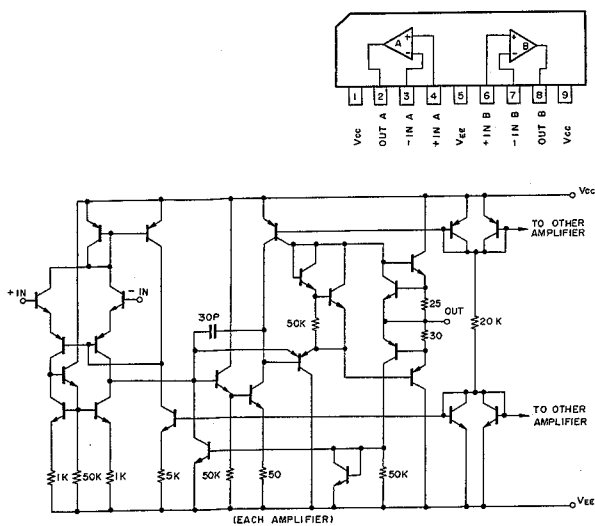 A
B
+
-
+
-
1 2 3 4 5 6 7 8 9
Vcc OUT A -IN A +IN A VEE +IN B -IN B OUT B Vcc
Vcc
TO OTHER
AMPLIFIER
+IN
-IN
30P
25
OUT
50K
30
20K
TO OTHER
AMPLIFIER
1K 50K 1K 5K 50K 50 50K
VEE
(EACH AMPLIFIER)